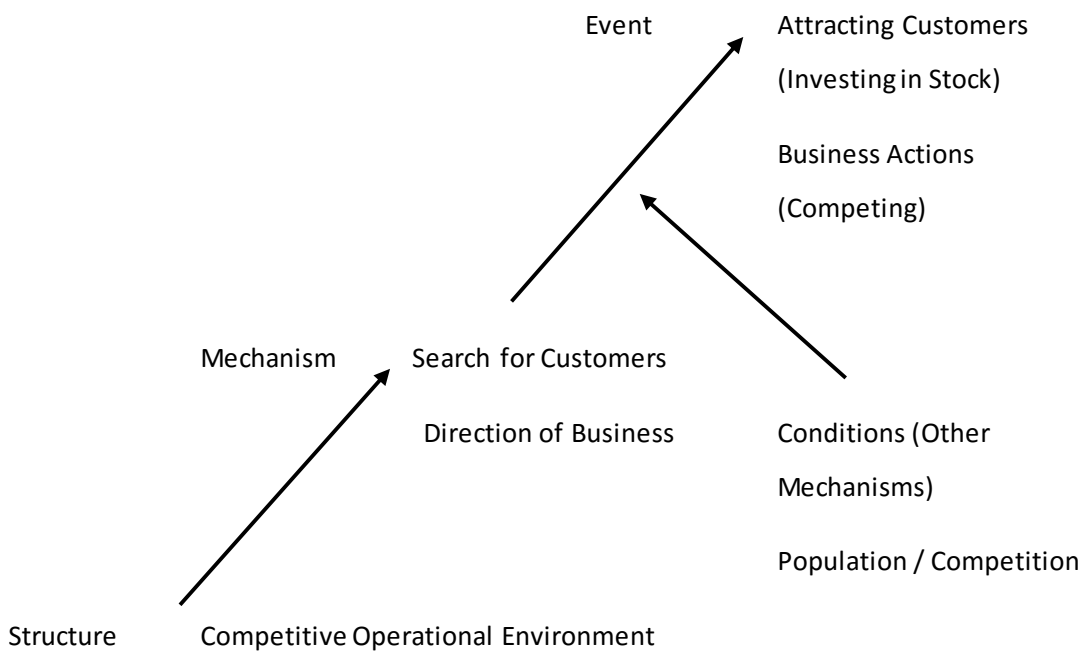 Event Attracting Customers
(Investing in Stock)
Business Actions
(Competing)
Mechanism Search for Customers
Direction of Business Conditions (Other
Mechanisms)
Population / Competition
Structure Competitive Operational Environment